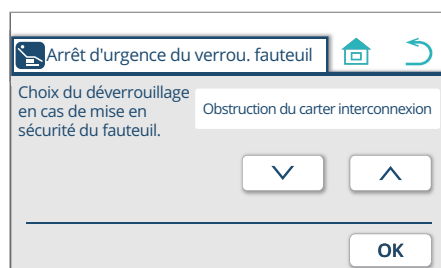 Arrêt d'urgence du verrou. fauteuil
Choix du déverrouillage
en cas de mise en
sécurité du fauteuil.
Obstruction du carter interconnexion
OK